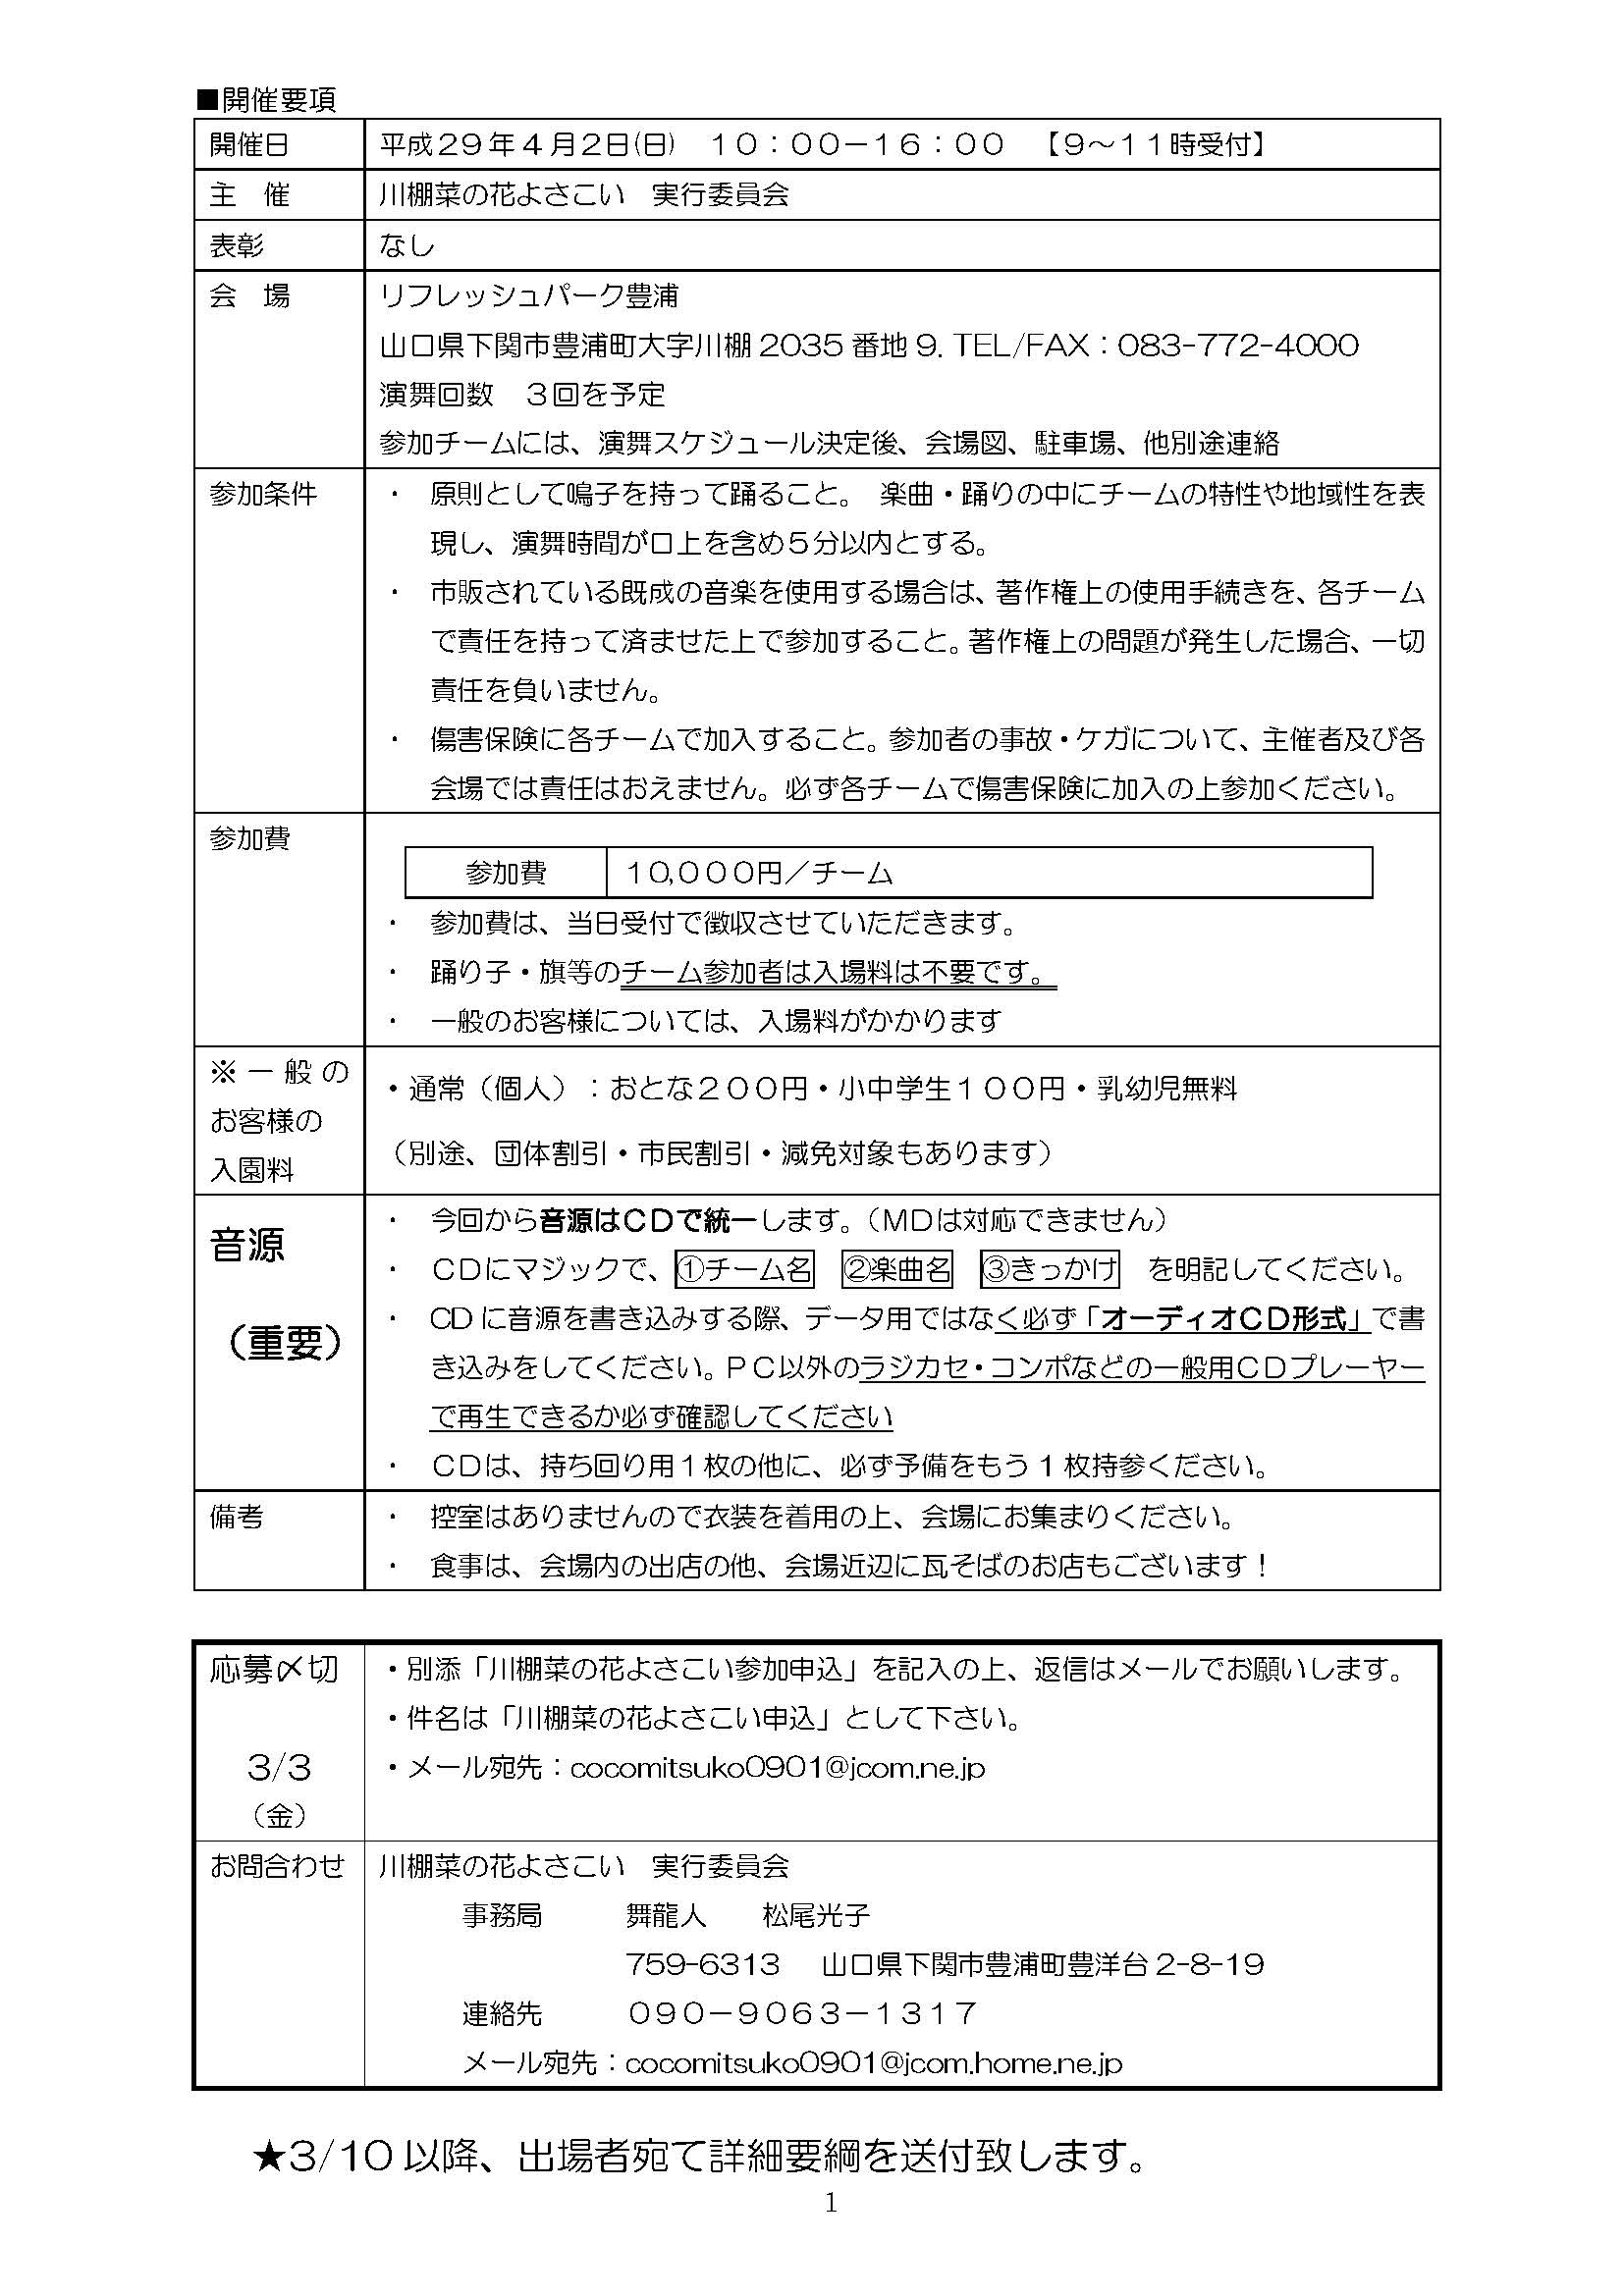 ■開催要項
開催日　平成２９年４月２日(日)　１０：００－１６：００　【９～１１時受付】
主　催　川棚菜の花よさこい　実行委員会
表彰　なし
会　場　リフレッシュパーク豊浦
山口県下関市豊浦町大字川棚 2035 番地 9. TEL/FAX：083-772-4000
演舞回数　３回を予定
参加チームには、演舞スケジュール決定後、会場図、駐車場、他別途連絡
参加条件　・　原則として鳴子を持って踊ること。　楽曲・踊りの中にチームの特性や地域性を表
現し、演舞時間が口上を含め５分以内とする。
・　市販されている既成の音楽を使用する場合は、著作権上の使用手続きを、各チーム
で責任を持って済ませた上で参加すること。著作権上の問題が発生した場合、一切
責任を負いません。
・　傷害保険に各チームで加入すること。参加者の事故・ケガについて、主催者及び各
会場では責任はおえません。必ず各チームで傷害保険に加入の上参加ください。
参加費
参加費　１０,０００円／チーム
・　参加費は、当日受付で徴収させていただきます。
・　踊り子・旗等のチーム参加者は入場料は不要です。
・　一般のお客様については、入場料がかかります
※一般の
お客様の
入園料
・通常（個人）：おとな２００円・小中学生１００円・乳幼児無料
（別途、団体割引・市民割引・減免対象もあります）
音源
（重要）
・　今回から音源はＣＤで統一します。（ＭＤは対応できません）
・　ＣＤにマジックで、①チーム名　②楽曲名　③きっかけ　を明記してください。
・　CD に音源を書き込みする際、データ用ではなく必ず「オーディオＣＤ形式」で書
き込みをしてください。ＰＣ以外のラジカセ・コンポなどの一般用ＣＤプレーヤー
で再生できるか必ず確認してください
・　ＣＤは、持ち回り用１枚の他に、必ず予備をもう 1 枚持参ください。
備考　・　控室はありませんので衣装を着用の上、会場にお集まりください。
・　食事は、会場内の出店の他、会場近辺に瓦そばのお店もございます！
応募〆切
3/3
（金）
・別添「川棚菜の花よさこい参加申込」を記入の上、返信はメールでお願いします。
・件名は「川棚菜の花よさこい申込」として下さい。
・メール宛先：cocomitsuko0901@jcom.ne.jp
お問合わせ　川棚菜の花よさこい　実行委員会
事務局　舞龍人　松尾光子
759-6313　山口県下関市豊浦町豊洋台 2-8-19
連絡先　０９０－９０６３－１３１７
メール宛先：cocomitsuko0901@jcom.home.ne.jp
★3/10 以降、出場者宛て詳細要綱を送付致します。
1